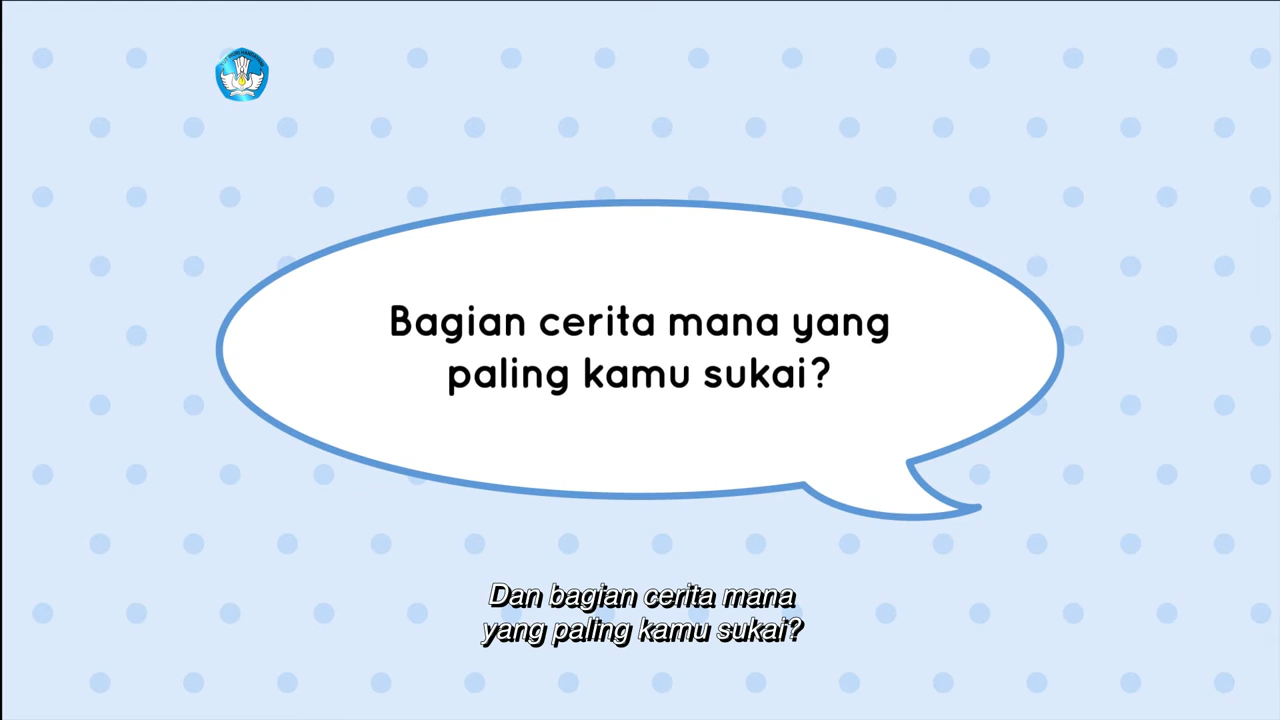 Bagian cerita mana yang
paling kamu sukai?
Dan bagian cerita mana
yang paling kamu sukai?